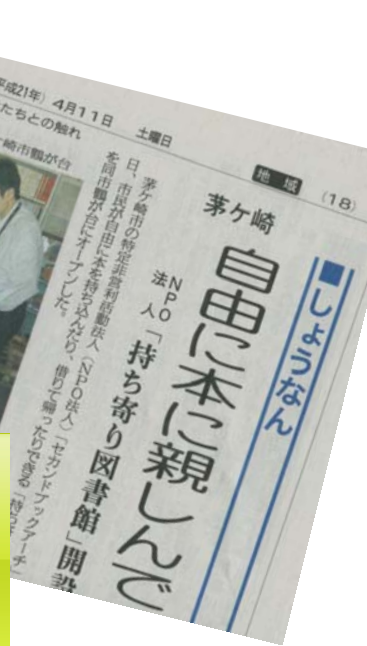 平成21年）4月11日 土曜日
地域 （18）
たちとの触れ
崎市鶴が台
■しょうなん
茅ケ崎
自由に本に親しんで
NPO法人「持ち寄り図書館」開設
茅ケ崎市の特定非営利活動法人（NPO法人）「セカンドブックアーチ」
日、市民が自由に本を持ち込んだり、借りて帰ったりできる「持ち
を同市鶴が台にオープンした。